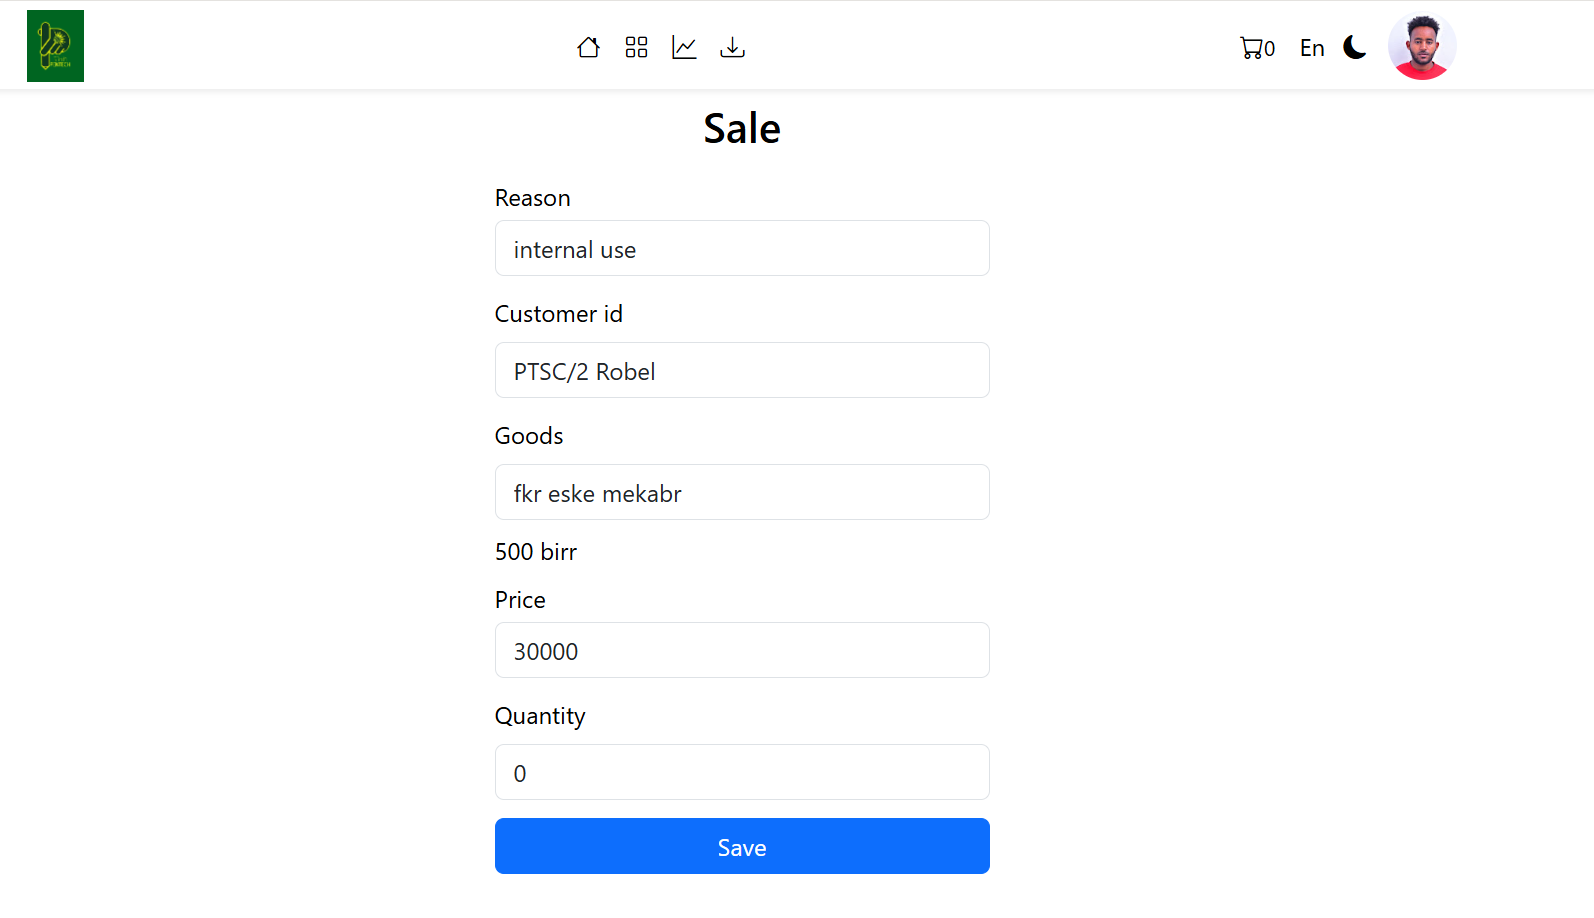 0 En
Sale
Reason
internal use
Customer id
PTSC/2 Robel
Goods
fkr eske mekabr
500 birr
Price
30000
Quantity
0
Save